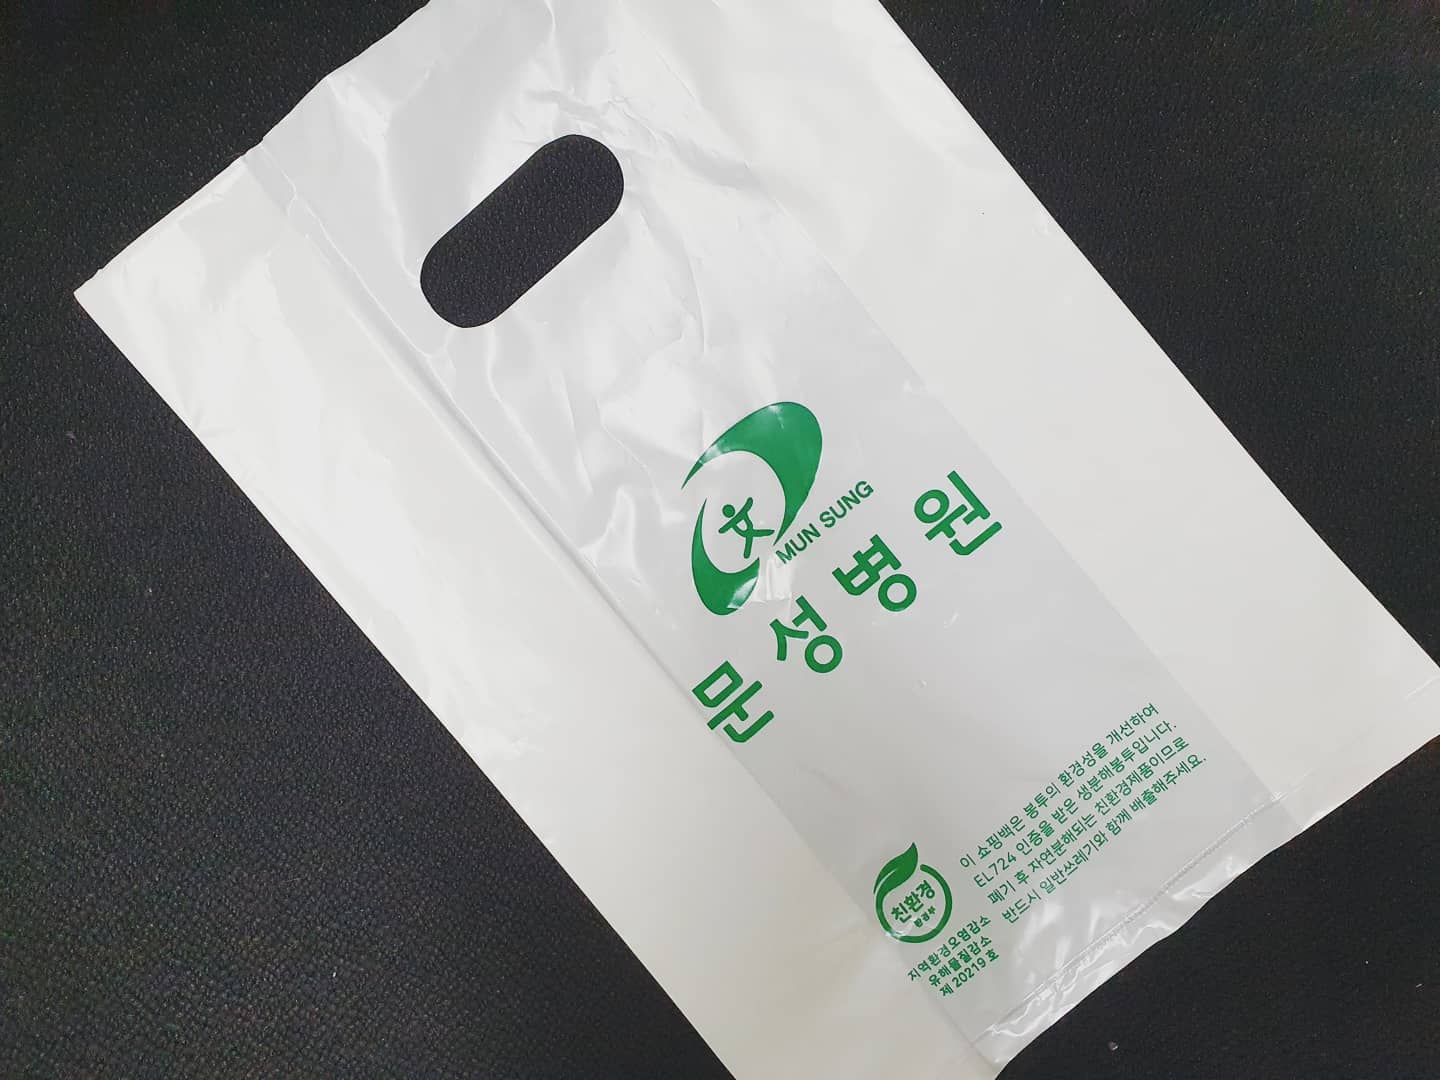 MUN SUNG
문성병원
친환경
환경부
지역환경오염감소
유해물질감소
제 20219 호
이 쇼핑백은 봉투의 환경성을 개선하여
EL724 인증을 받은 생분해봉투입니다.
폐기 후 자연분해되는 친환경제품이므로
반드시 일반쓰레기와 함께 배출해주세요.